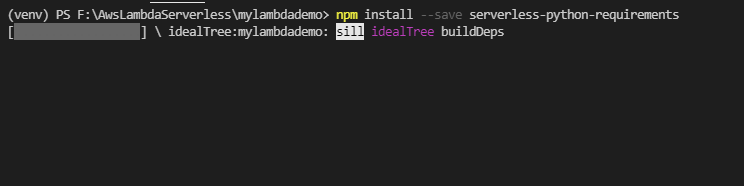 (venv) PS F:\AwsLambdaServerless\mylambdademo> npm install --save serverless-python-requirements
[                  ] \ idealTree:mylambdademo: sill idealTree buildDeps